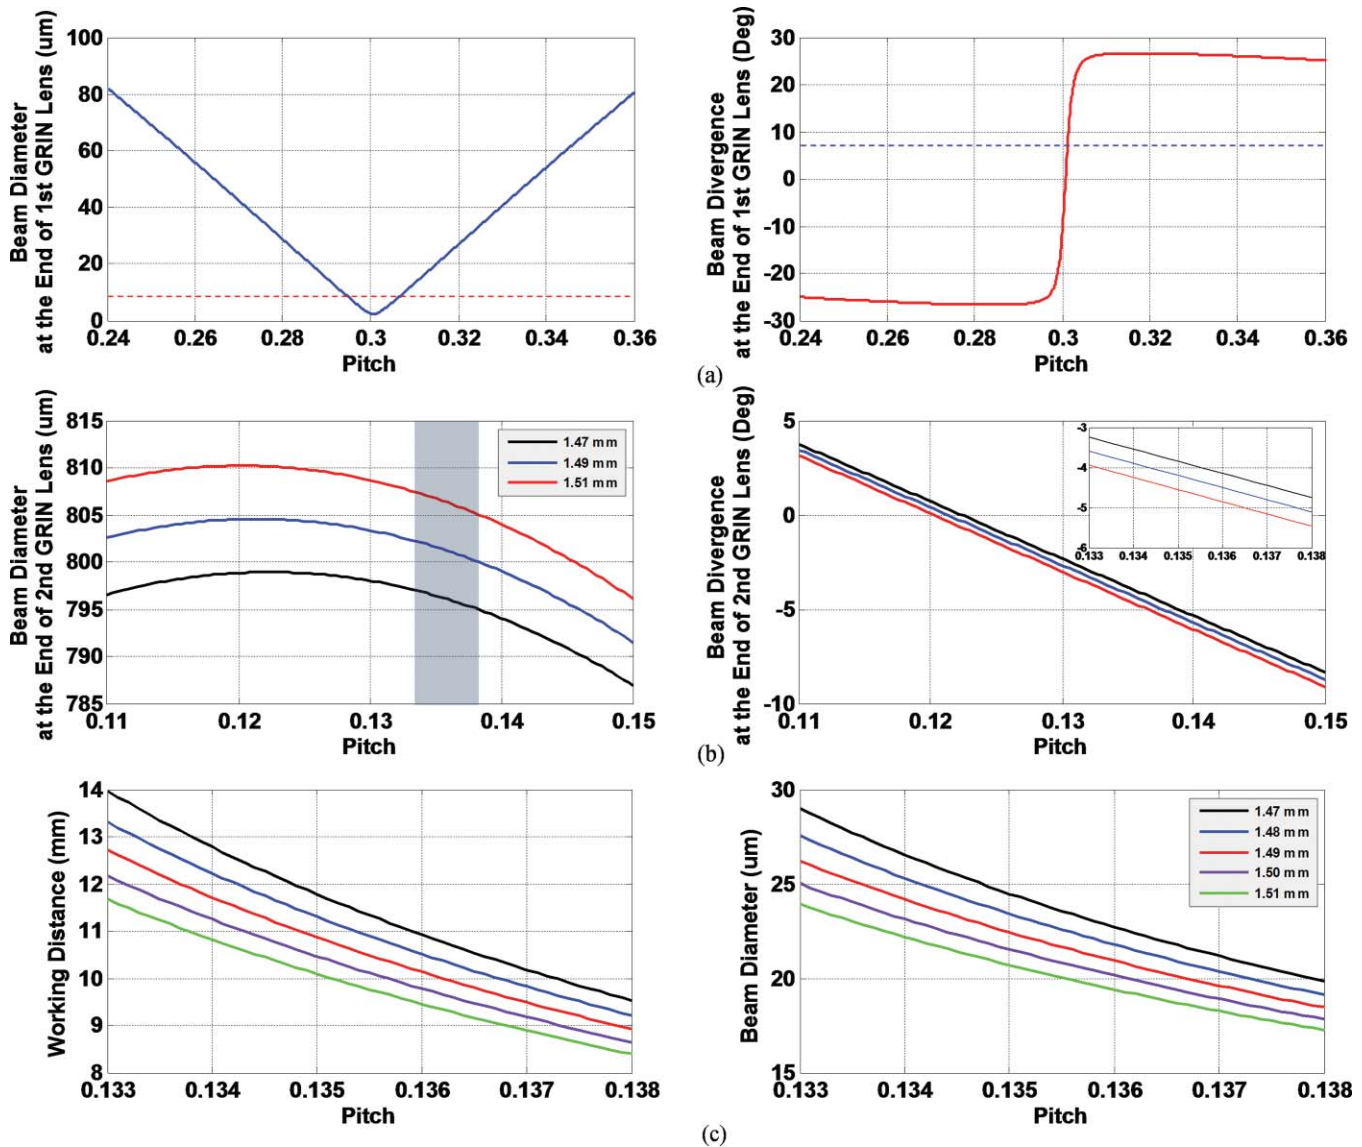 Beam Diameter
at the End of 1st GRIN Lens (um)
100
80
60
40
20
0
0.24 0.26 0.28 0.3 0.32 0.34 0.36
Pitch
Beam Divergence
at the End of 1st GRIN Lens (Deg)
30
20
10
0
-10
-20
-30
0.24 0.26 0.28 0.3 0.32 0.34 0.36
Pitch
(a)
Beam Diameter
at the End of 2nd GRIN Lens (um)
815
810
805
800
795
790
785
0.11 0.12 0.13 0.14 0.15
Pitch
1.47 mm
1.49 mm
1.51 mm
Beam Divergence
at the End of 2nd GRIN Lens (Deg)
5
0
-5
-10
0.11 0.12 0.13 0.14 0.15
Pitch
-3
-4
-5
-6
0.133 0.134 0.135 0.136 0.137 0.138
(b)
Working Distance (mm)
14
13
12
11
10
9
8
0.133 0.134 0.135 0.136 0.137 0.138
Pitch
Beam Diameter (um)
30
25
20
15
0.133 0.134 0.135 0.136 0.137 0.138
Pitch
1.47 mm
1.48 mm
1.49 mm
1.50 mm
1.51 mm
(c)